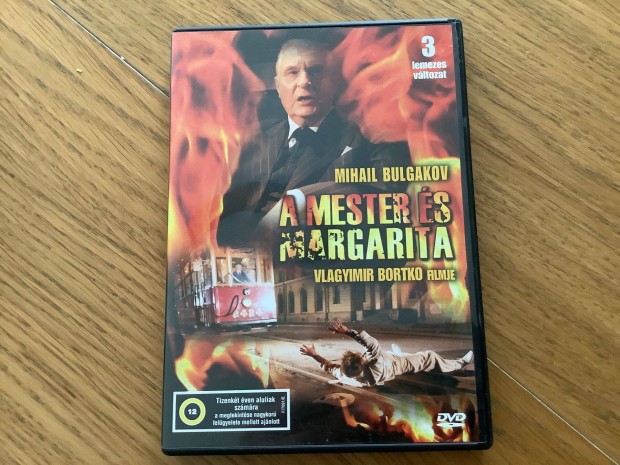 3
lemezes
változat
MIHAIL BULGAKOV
A MESTER ÉS
MARGARITA
VLAGYIMIR BORTKO FILMJE
12
Tizenkét éven aluliak
számára
a megtekintése nagykorú
felügyelete mellett ajánlott
DVD